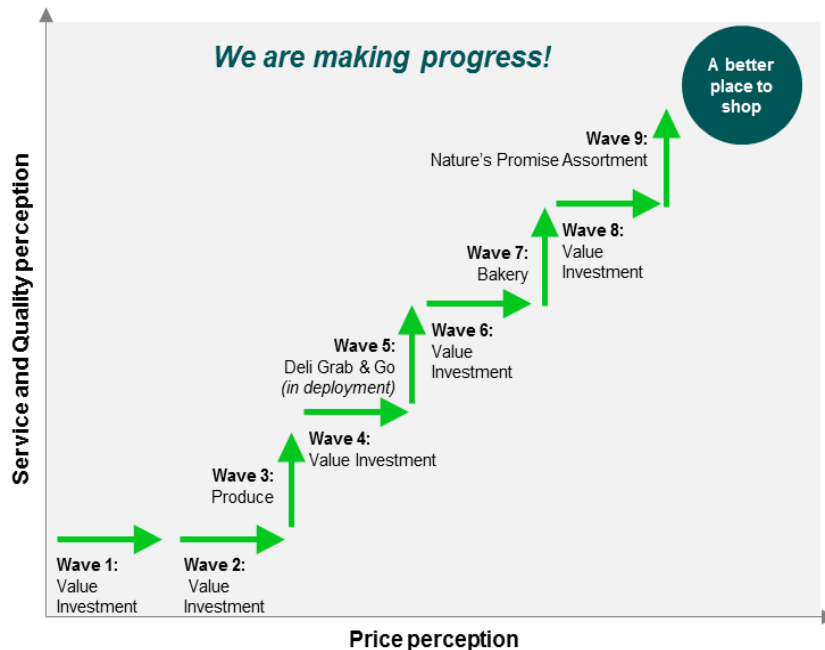 We are making progress!
A better
place to
shop
Wave 9:
Nature's Promise Assortment
Wave 8:
Value
Investment
Wave 7:
Bakery
Wave 6:
Value
Investment
Wave 5:
Deli Grab & Go
(in deployment)
Wave 4:
Value Investment
Wave 3:
Produce
Wave 1:
Value
Investment
Wave 2:
Value
Investment
Service and Quality perception
Price perception